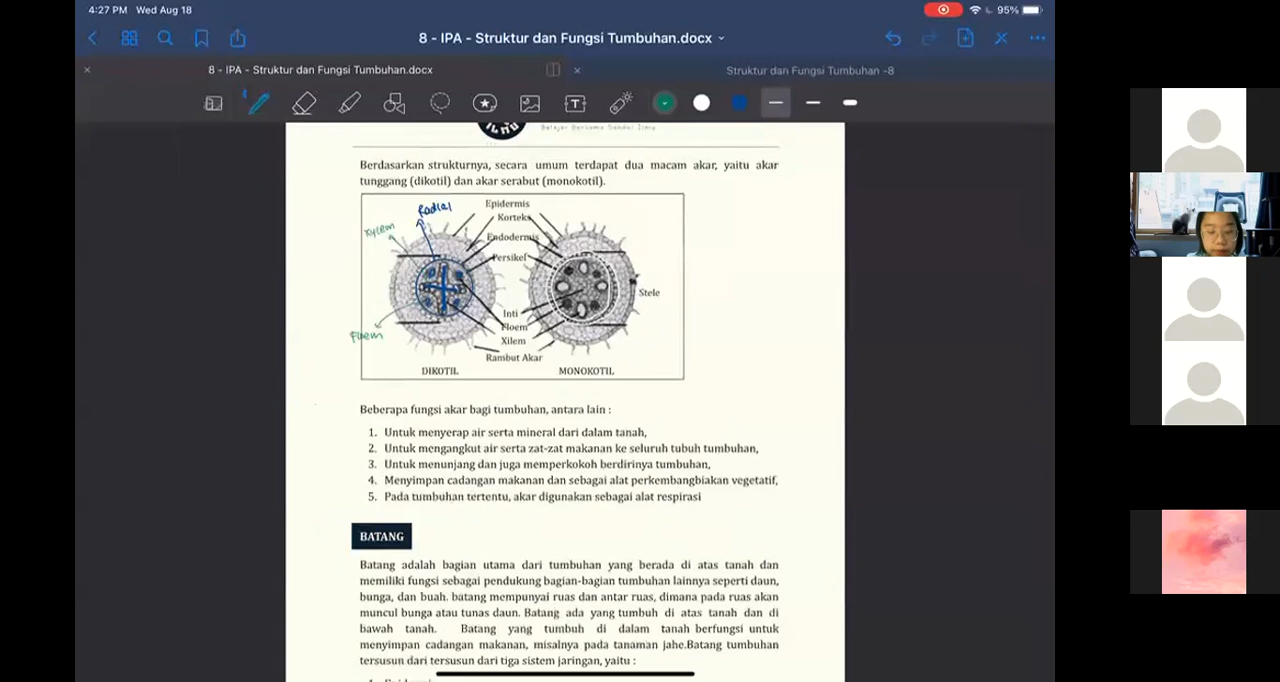 4:27 PM Wed Aug 18
95%
8 - IPA - Struktur dan Fungsi Tumbuhan.docx
8 - IPA - Struktur dan Fungsi Tumbuhan.docx
Struktur dan Fungsi Tumbuhan -8
Belajar Bersama Sahabat Ilmu
Berdasarkan strukturnya, secara umum terdapat dua macam akar, yaitu akar
tunggang (dikotil) dan akar serabut (monokotil).
Radial
Xylem
Floem
Epidermis
Korteks
Endodermis
Persikel
Stele
Inti
Floem
Xilem
Rambut Akar
DIKOTIL
MONOKOTIL
Beberapa fungsi akar bagi tumbuhan, antara lain :
1. Untuk menyerap air serta mineral dari dalam tanah,
2. Untuk mengangkut air serta zat-zat makanan ke seluruh tubuh tumbuhan,
3. Untuk menunjang dan juga memperkokoh berdirinya tumbuhan,
4. Menyimpan cadangan makanan dan sebagai alat perkembangbiakan vegetatif,
5. Pada tumbuhan tertentu, akar digunakan sebagai alat respirasi
BATANG
Batang adalah bagian utama dari tumbuhan yang berada di atas tanah dan
memiliki fungsi sebagai pendukung bagian-bagian tumbuhan lainnya seperti daun,
bunga, dan buah. batang mempunyai ruas dan antar ruas, dimana pada ruas akan
muncul bunga atau tunas daun. Batang ada yang tumbuh di atas tanah dan di
bawah tanah. Batang yang tumbuh di dalam tanah berfungsi untuk
menyimpan cadangan makanan, misalnya pada tanaman jahe.Batang tumbuhan
tersusun dari tersusun dari tiga sistem jaringan, yaitu :